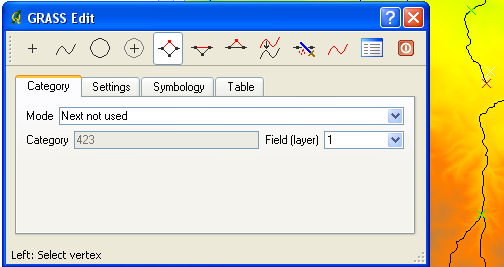 GRASS Edit
Category Settings Symbology Table
Mode Next not used
Category 423 Field (layer) 1
Left: Select vertex